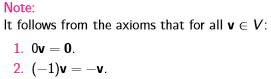 Note:
It follows from the axioms that for all v ∈ V:
1. 0v = 0.
2. (−1)v = −v.